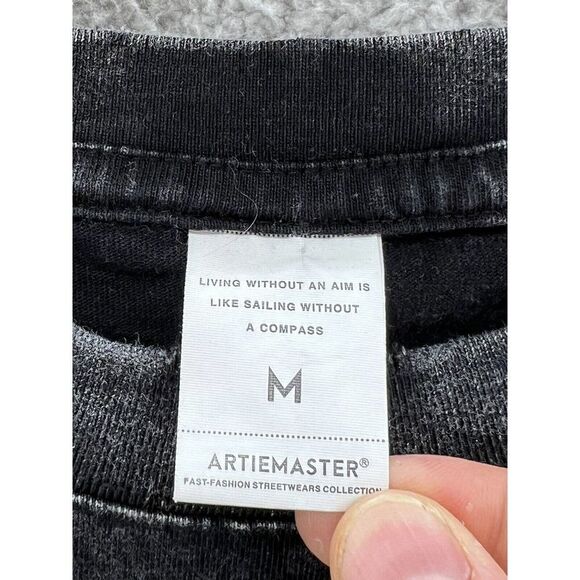 LIVING WITHOUT AN AIM IS
LIKE SAILING WITHOUT
A COMPASS
M
ARTIEMASTER®
FAST-FASHION STREETWEARS COLLECTION